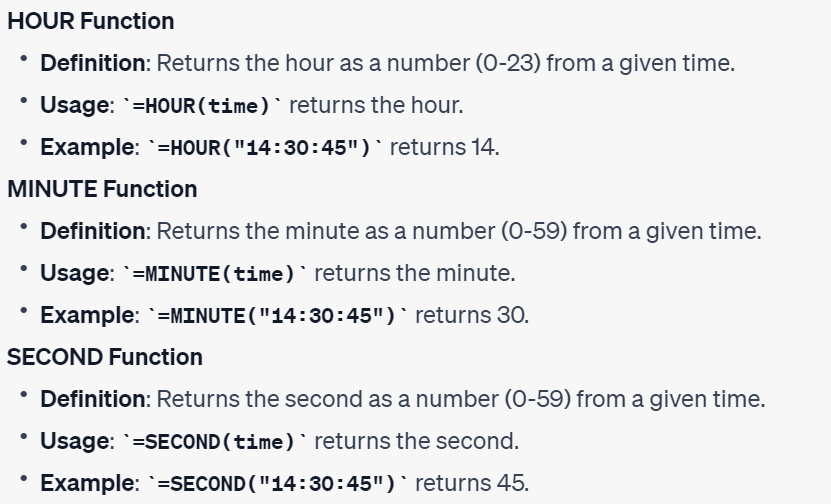 HOUR Function
• Definition: Returns the hour as a number (0-23) from a given time.
• Usage: `=HOUR(time)` returns the hour.
• Example: `=HOUR("14:30:45")` returns 14.
MINUTE Function
• Definition: Returns the minute as a number (0-59) from a given time.
• Usage: `=MINUTE(time)` returns the minute.
• Example: `=MINUTE("14:30:45")` returns 30.
SECOND Function
• Definition: Returns the second as a number (0-59) from a given time.
• Usage: `=SECOND(time)` returns the second.
• Example: `=SECOND("14:30:45")` returns 45.